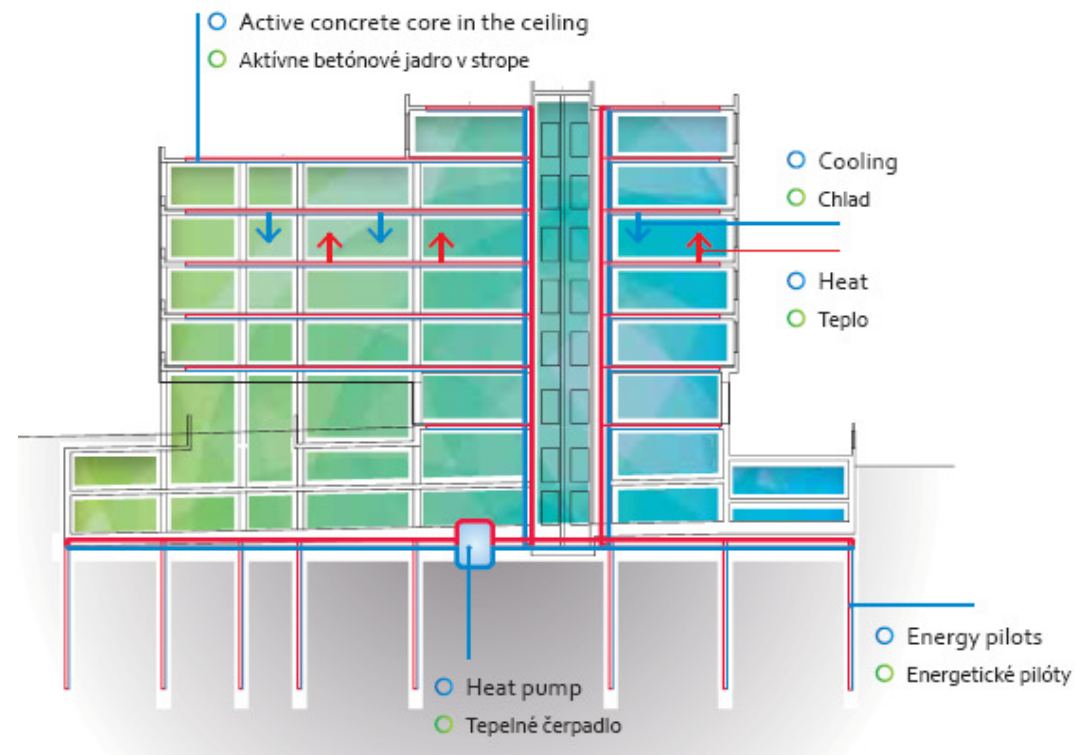 Active concrete core in the ceiling
Aktívne betónové jadro v strope
Cooling
Chlad
Heat
Teplo
Energy pilots
Energetické pilóty
Heat pump
Tepelné čerpadlo